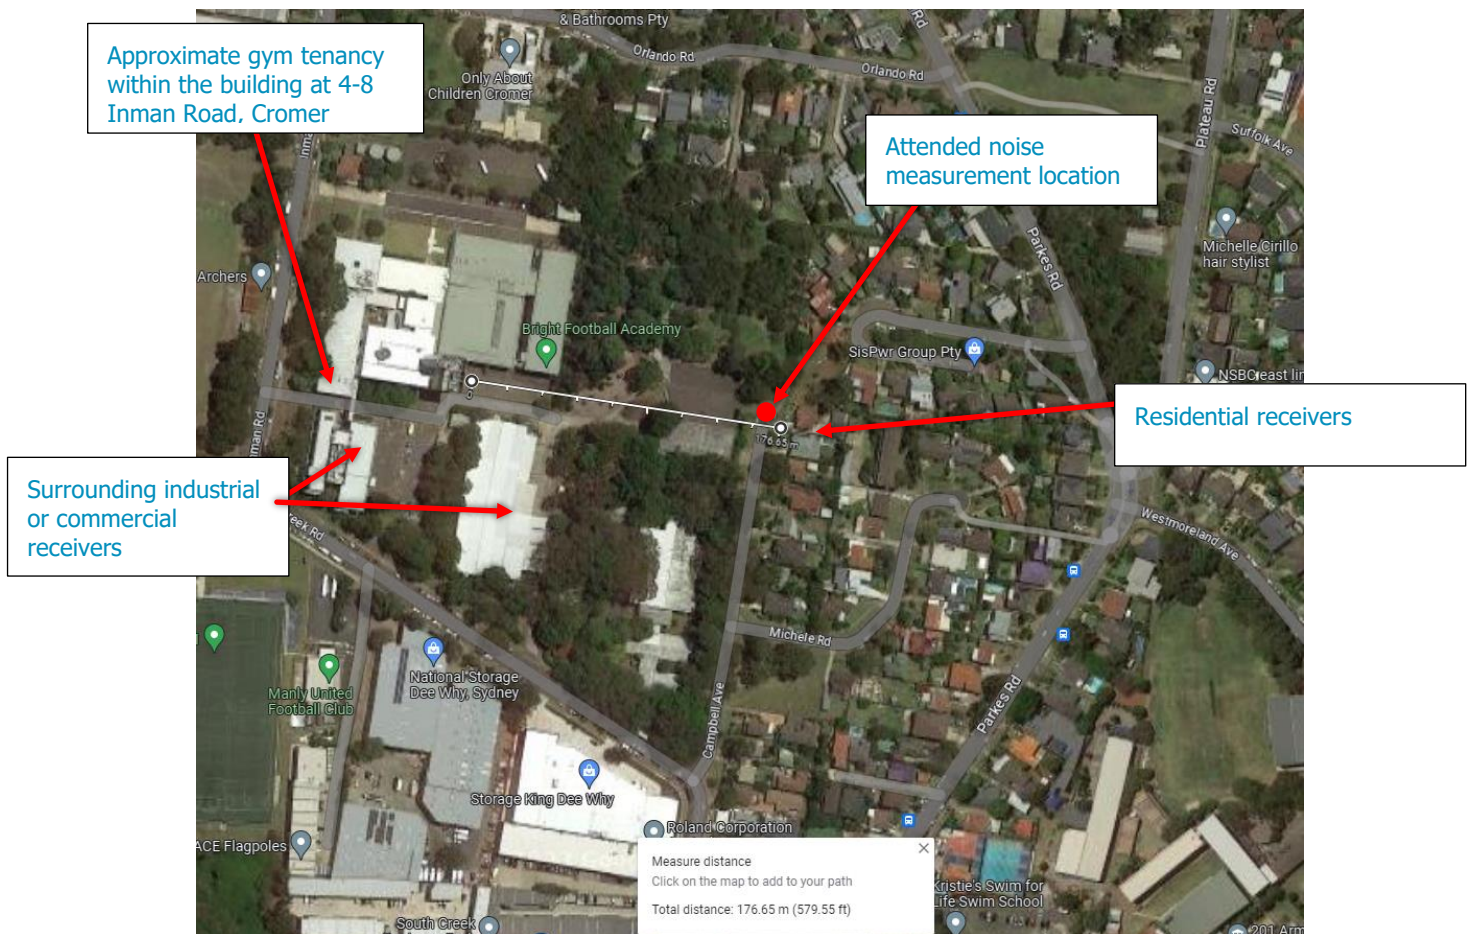 & Bathrooms Pty
Orlando Rd
Orlando Rd
Rd
Only About
Children Cromer
Approximate gym tenancy
within the building at 4-8
Inman Road, Cromer
Attended noise
measurement location
Plateau Rd
Suffolk Ave
Michelle Cirillo
hair stylist
Parkes Rd
Archers
Bright Football Academy
SisPwr Group Pty
0
176.65 m
Residential receivers
Surrounding industrial
or commercial
receivers
Westmoreland Ave
Michele Rd
National Storage
Dee Why, Sydney
Manly United
Football Club
Campbell Ave
Parkes Rd
Storage King Dee Why
Roland Corporation
ACE Flagpoles
Measure distance
Click on the map to add to your path
Total distance: 176.65 m (579.55 ft)
Kristie's Swim for
Life Swim School
South Creek